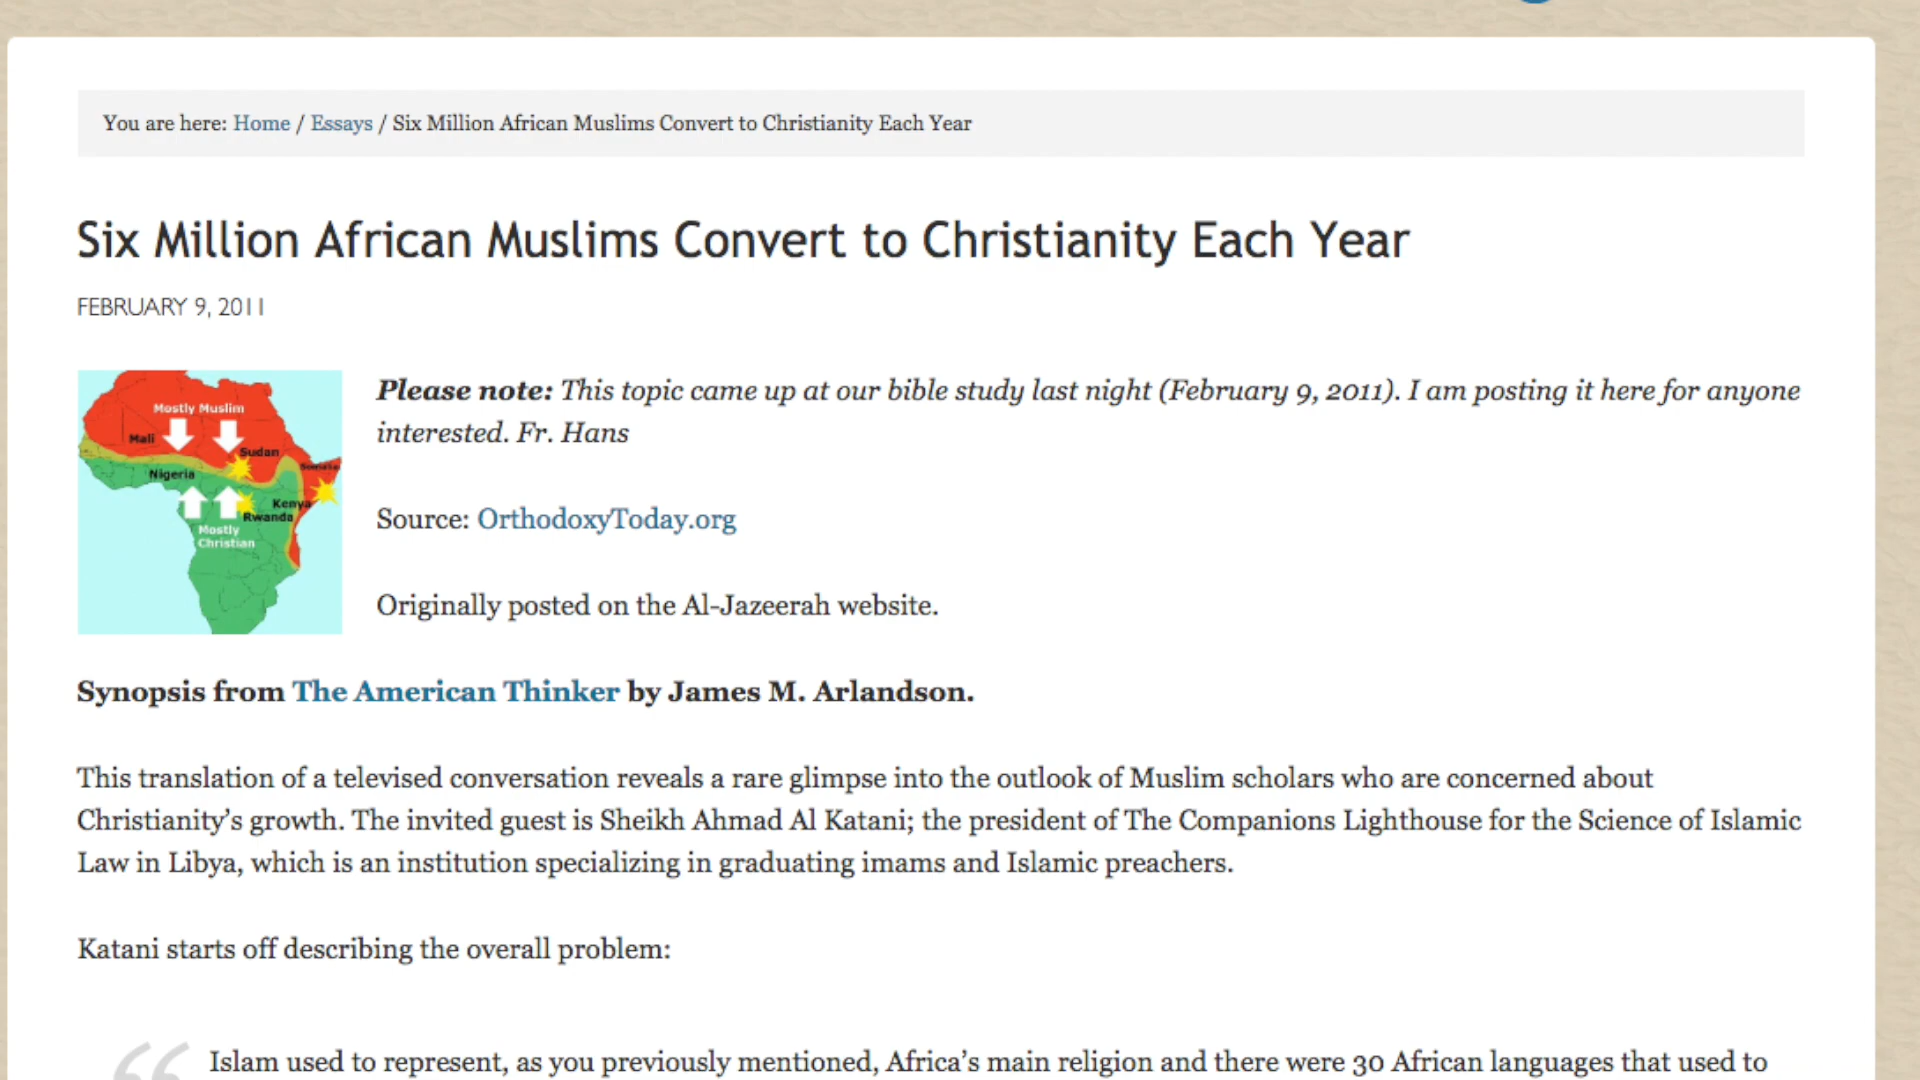 You are here: Home / Essays / Six Million African Muslims Convert to Christianity Each Year
Six Million African Muslims Convert to Christianity Each Year
FEBRUARY 9, 2011
Mostly Muslim
Mali
Sudan
Somalia
Nigeria
Kenya
Rwanda
Mostly
Christian
Please note: This topic came up at our bible study last night (February 9, 2011). I am posting it here for anyone
interested. Fr. Hans
Source: OrthodoxyToday.org
Originally posted on the Al-Jazeerah website.
Synopsis from The American Thinker by James M. Arlandson.
This translation of a televised conversation reveals a rare glimpse into the outlook of Muslim scholars who are concerned about
Christianity’s growth. The invited guest is Sheikh Ahmad Al Katani; the president of The Companions Lighthouse for the Science of Islamic
Law in Libya, which is an institution specializing in graduating imams and Islamic preachers.
Katani starts off describing the overall problem:
“ Islam used to represent, as you previously mentioned, Africa’s main religion and there were 30 African languages that used to